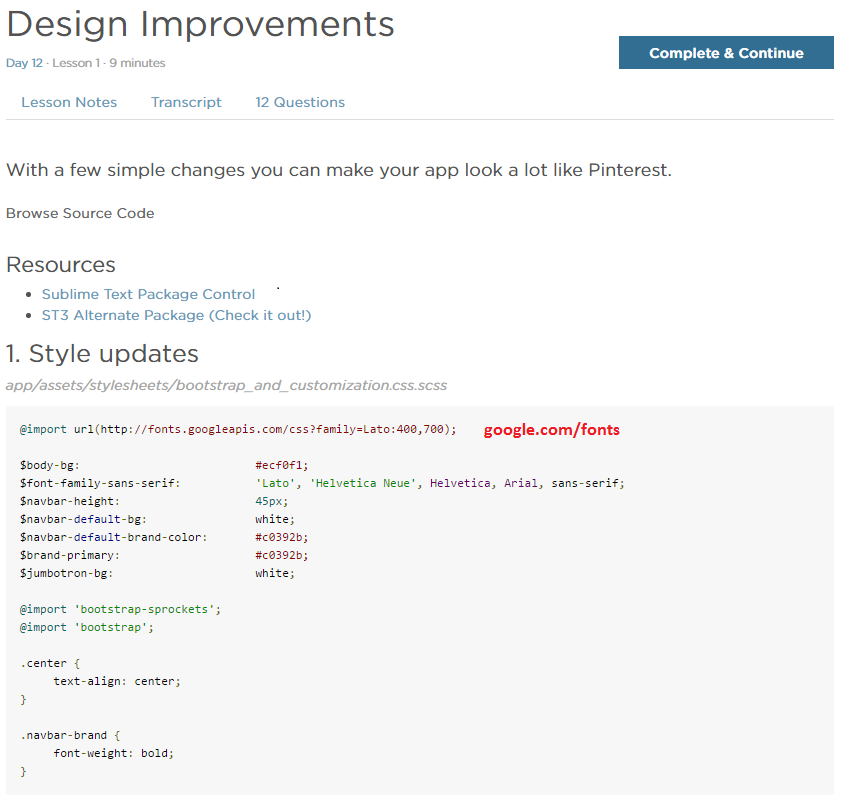 Design Improvements
Complete & Continue
Day 12 · Lesson 1 · 9 minutes
Lesson Notes Transcript 12 Questions
With a few simple changes you can make your app look a lot like Pinterest.
Browse Source Code
Resources
• Sublime Text Package Control
• ST3 Alternate Package (Check it out!)
1. Style updates
app/assets/stylesheets/bootstrap_and_customization.css.scss
@import url(http://fonts.googleapis.com/css?family=Lato:400,700); google.com/fonts
$body-bg: #ecf0f1;
$font-family-sans-serif: 'Lato', 'Helvetica Neue', Helvetica, Arial, sans-serif;
$navbar-height: 45px;
$navbar-default-bg: white;
$navbar-default-brand-color: #c0392b;
$brand-primary: #c0392b;
$jumbotron-bg: white;
@import 'bootstrap-sprockets';
@import 'bootstrap';
.center {
text-align: center;
}
.navbar-brand {
font-weight: bold;
}